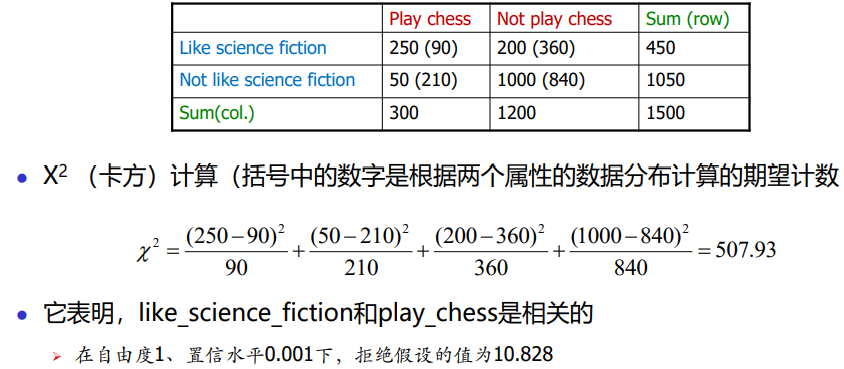 Play chess Not play chess Sum (row)
Like science fiction 250 (90) 200 (360) 450
Not like science fiction 50 (210) 1000 (840) 1050
Sum(col.) 300 1200 1500
• X² （卡方）计算（括号中的数字是根据两个属性的数据分布计算的期望计数
χ² = (250−90)²/90 + (50−210)²/210 + (200−360)²/360 + (1000−840)²/840 = 507.93
• 它表明，like_science_fiction和play_chess是相关的
➢ 在自由度1、置信水平0.001下，拒绝假设的值为10.828